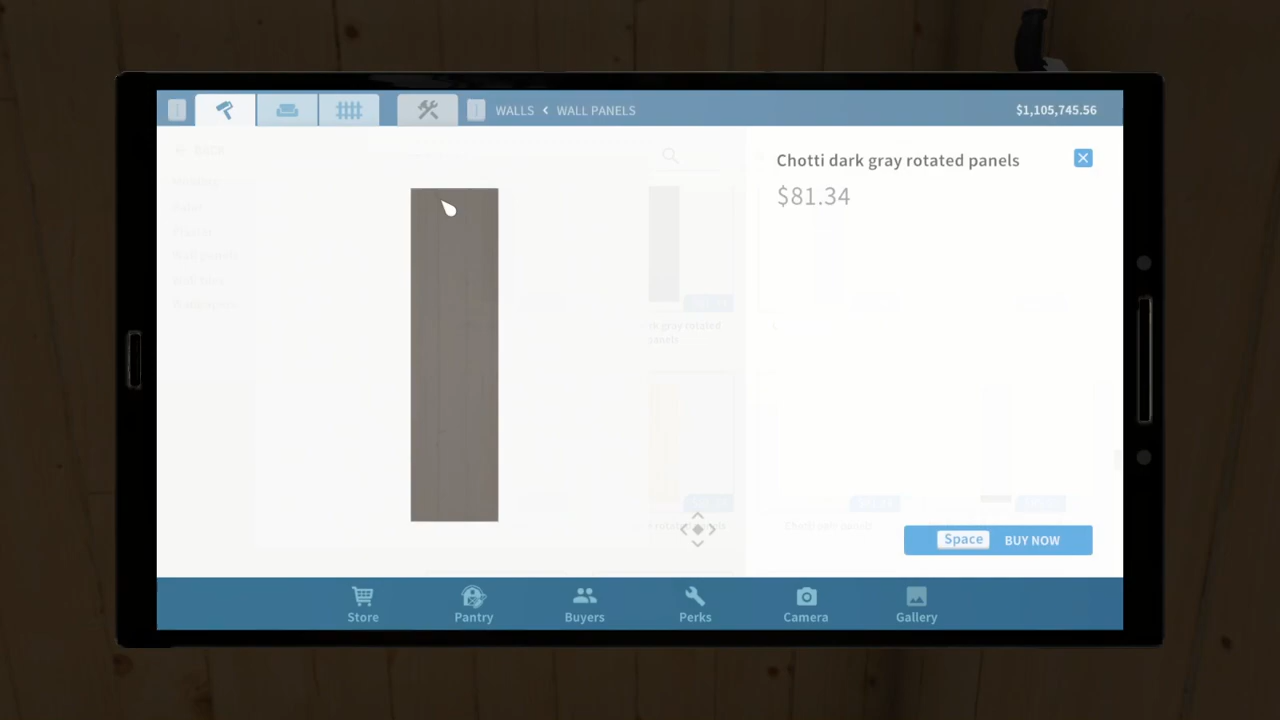 WALLS < WALL PANELS
$1,105,745.56
BACK
Chotti dark gray rotated panels
$81.34
Space BUY NOW
Store
Pantry
Buyers
Perks
Camera
Gallery